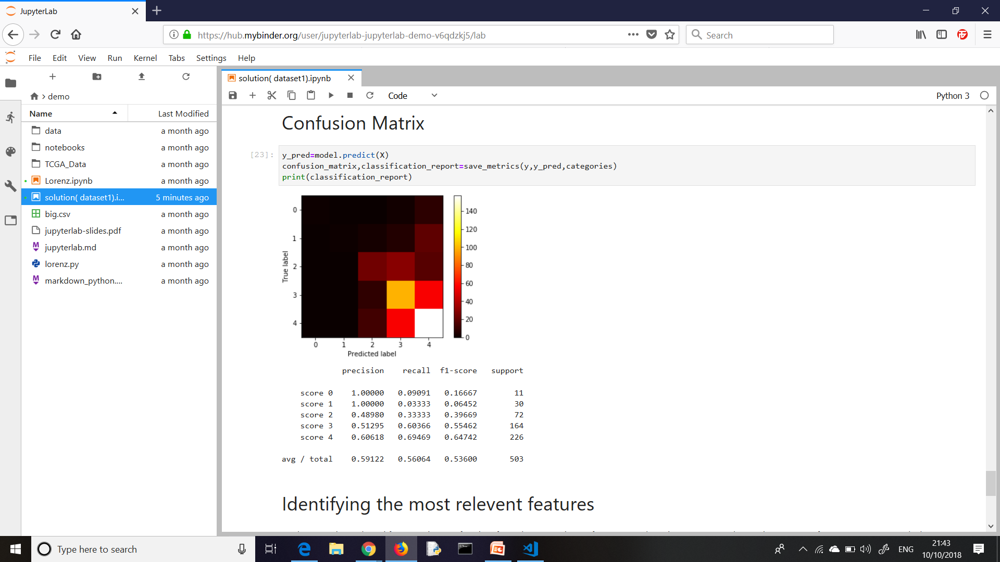 JupyterLab
https://hub.mybinder.org/user/jupyterlab-jupyterlab-demo-v6qdzkj5/lab
Search
File Edit View Run Kernel Tabs Settings Help
demo
Name Last Modified
data a month ago
notebooks a month ago
TCGA_Data a month ago
Lorenz.ipynb a month ago
solution( dataset1).i... 5 minutes ago
big.csv a month ago
jupyterlab-slides.pdf a month ago
jupyterlab.md a month ago
lorenz.py a month ago
markdown_python.... a month ago
solution( dataset1).ipynb
Code
Python 3
Confusion Matrix
[23]:
y_pred=model.predict(X)
confusion_matrix,classification_report=save_metrics(y,y_pred,categories)
print(classification_report)
True label
0
1
2
3
4
0 1 2 3 4
Predicted label
140
120
100
80
60
40
20
0
precision recall f1-score support
score 0 1.00000 0.09091 0.16667 11
score 1 1.00000 0.03333 0.06452 30
score 2 0.48980 0.33333 0.39669 72
score 3 0.51295 0.60366 0.55462 164
score 4 0.60618 0.69469 0.64742 226
avg / total 0.59122 0.56064 0.53600 503
Identifying the most relevent features
Type here to search
ENG
21:43
10/10/2018